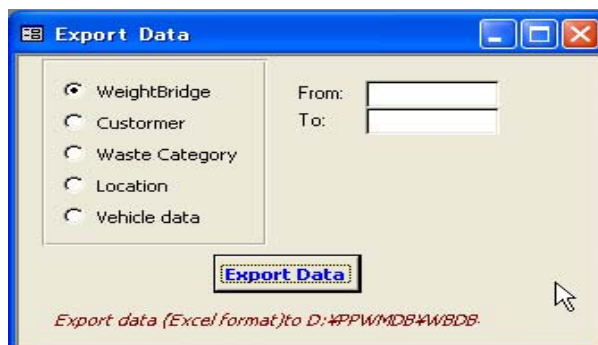 Export Data
WeightBridge
Custormer
Waste Category
Location
Vehicle data
From:
To:
Export Data
Export data (Excel format)to D:¥PPWMDB¥WBDB